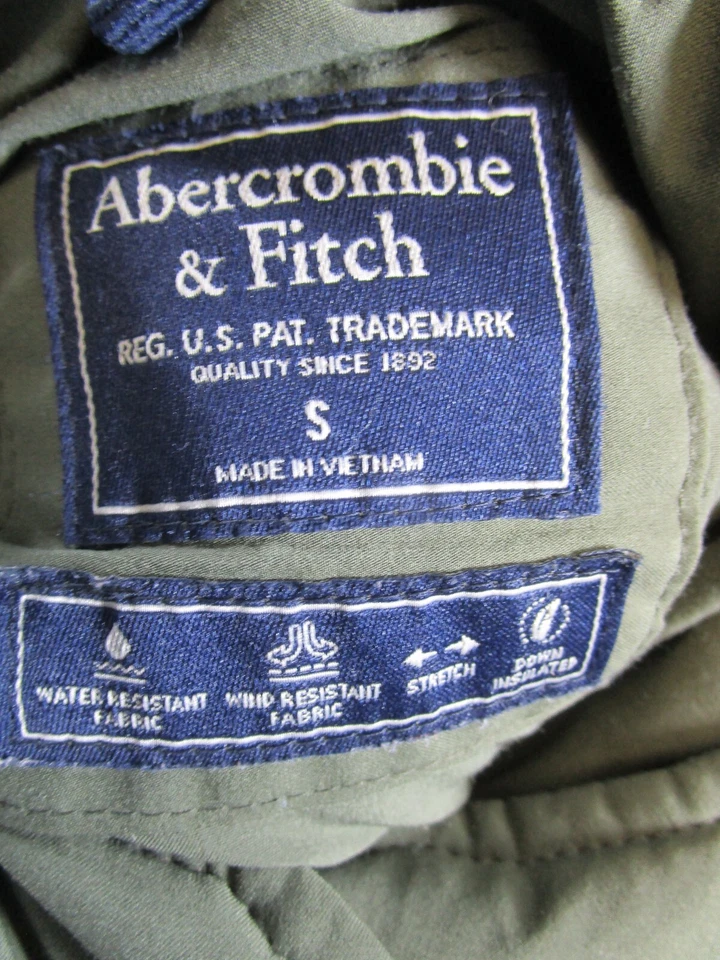 Abercrombie
& Fitch
REG. U.S. PAT. TRADEMARK
QUALITY SINCE 1892
S
MADE IN VIETNAM
WATER RESISTANT
FABRIC
WIND RESISTANT
FABRIC
STRETCH
DOWN
INSULATED